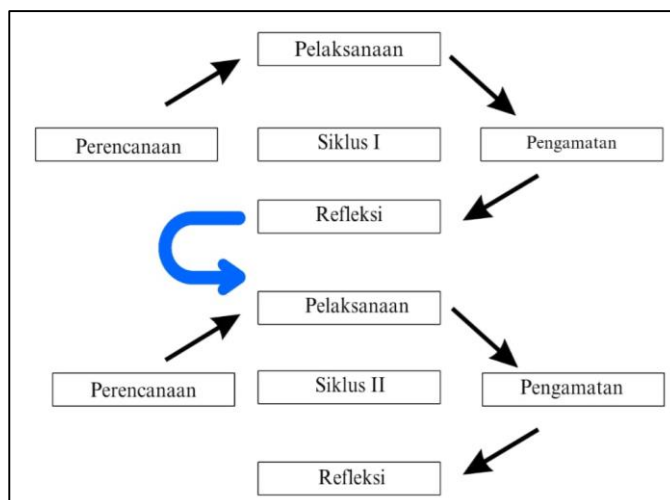 Pelaksanaan
Perencanaan
Siklus I
Pengamatan
Refleksi
Pelaksanaan
Perencanaan
Siklus II
Pengamatan
Refleksi